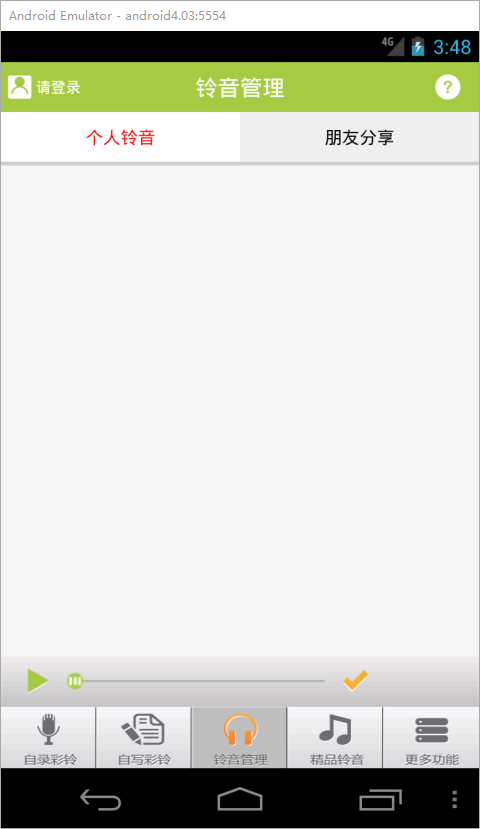 Android Emulator - android4.03:5554
4G 3:48
请登录 铃音管理 ?
个人铃音 朋友分享
自录彩铃 自写彩铃 铃音管理 精品铃音 更多功能